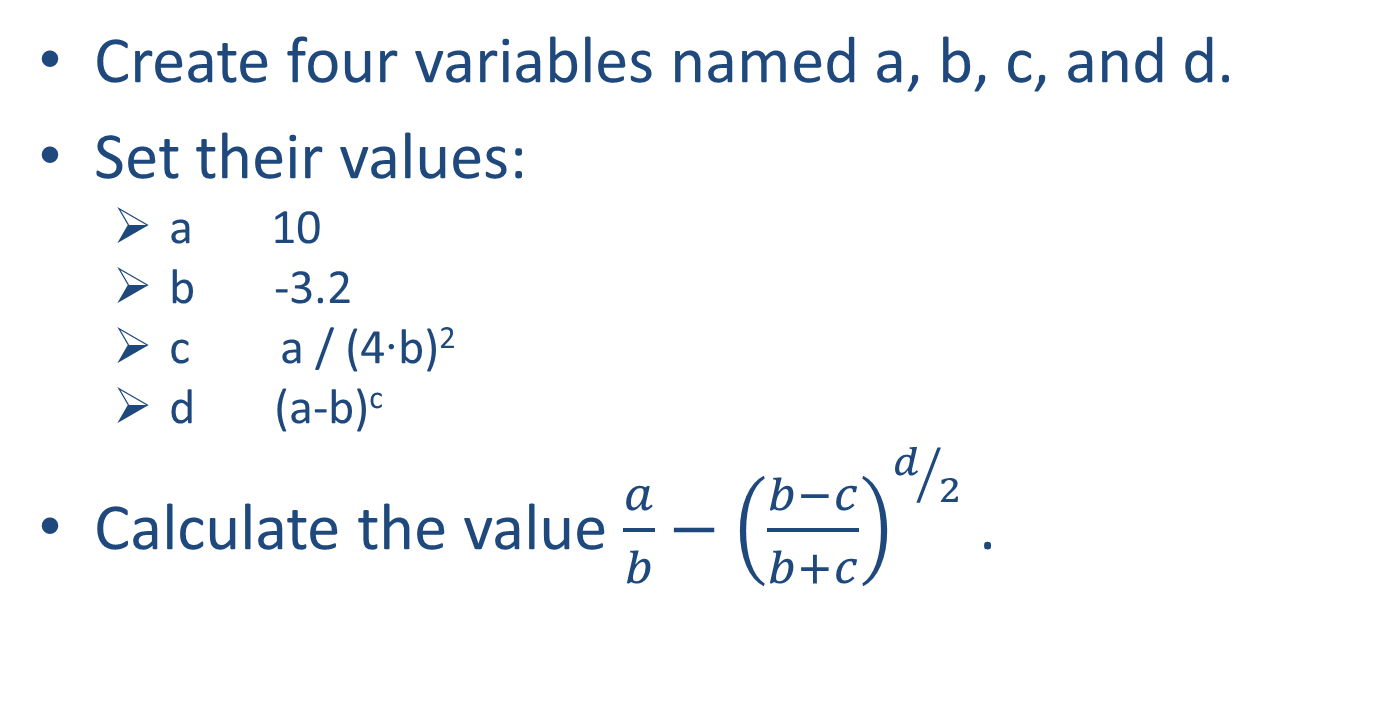 • Create four variables named a, b, c, and d.
• Set their values:
➢ a 10
➢ b -3.2
➢ c a / (4·b)²
➢ d (a-b)ᶜ
• Calculate the value a/b − ((b−c)/(b+c))^(d/2) .